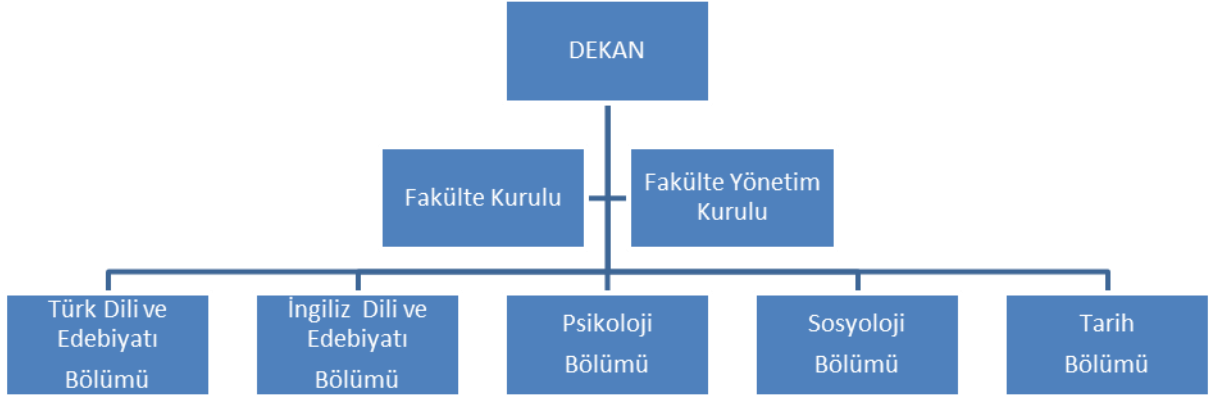 DEKAN
Fakülte Kurulu
Fakülte Yönetim
Kurulu
Türk Dili ve
Edebiyatı
Bölümü
İngiliz Dili ve
Edebiyatı
Bölümü
Psikoloji
Bölümü
Sosyoloji
Bölümü
Tarih
Bölümü